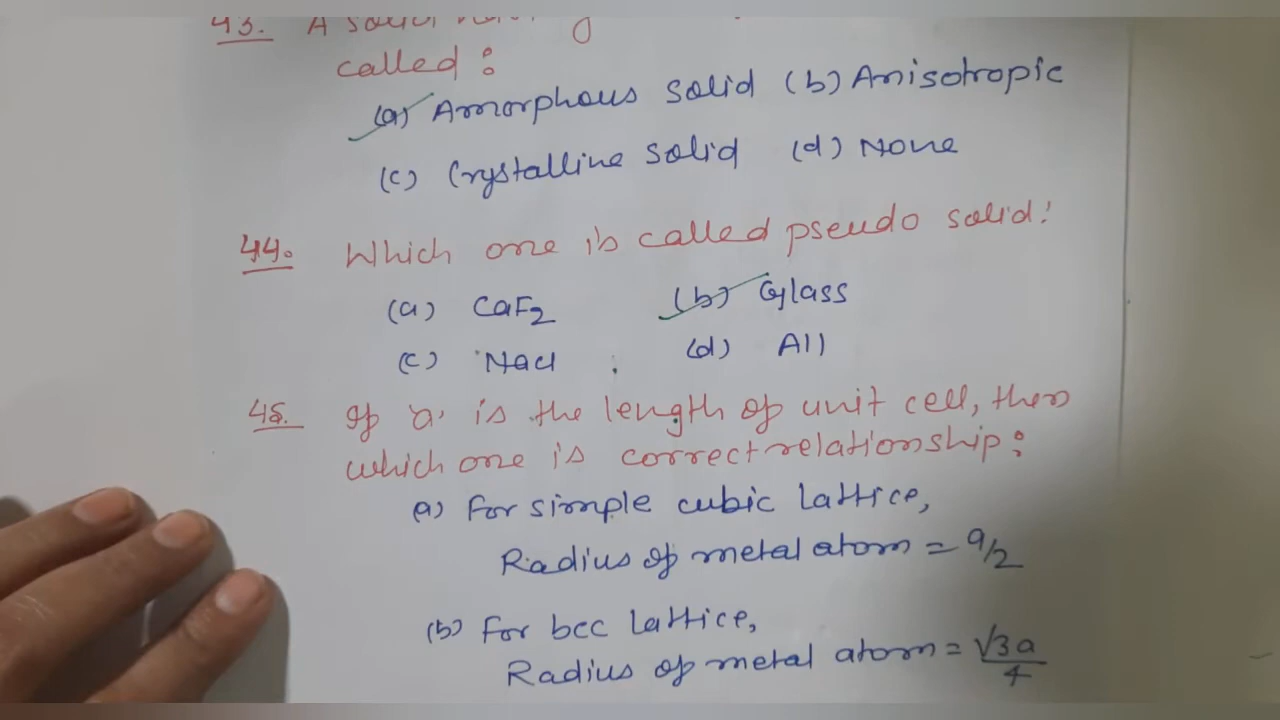 43. A solid
called :
(a) Amorphous solid (b) Anisotropic
(c) Crystalline solid (d) None
44. Which one is called pseudo solid:
(a) CaF2 (b) Glass
(c) NaCl (d) All
45. If 'a' is the length of unit cell, then
which one is correct relationship:
(a) For simple cubic lattice,
Radius of metal atom = a/2
(b) For bcc lattice,
Radius of metal atom = √3a/4